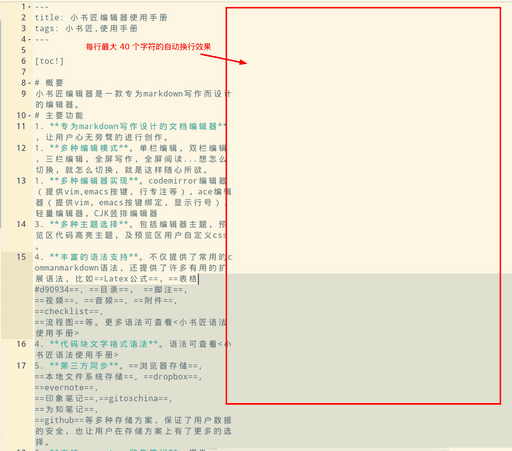 1 ---
2 title: 小书匠编辑器使用手册
3 tags: 小书匠,使用手册
4 ---
5
每行最大 40 个字符的自动换行效果
6 [toc!]
7
8 # 概要
9 小书匠编辑器是一款专为markdown写作而设计
的编辑器。
10 # 主要功能
11 1. **专为markdown写作设计的文档编辑器**
，让用户心无旁骛的进行创作。
12 1. **多种编辑模式**。单栏编辑，双栏编辑
，三栏编辑，全屏写作，全屏阅读...想怎么
切换，就怎么切换，就是这样随心所欲。
13 1. **多种编辑器实现**。codemirror编辑器
（提供vim,emacs按键，行专注等），ace编辑
器（提供vim, emacs按键绑定，显示行号），
轻量编辑器，CJK竖排编辑器
14 3. **多种主题选择**。包括编辑器主题，预
览区代码高亮主题，及预览区用户自定义css
。
15 4. **丰富的语法支持**。不仅提供了常用的c
ommanmarkdown语法，还提供了许多有用的扩
展语法，比如==Latex公式==，==表格
#d90934==，==目录==， ==脚注==，
==视频==，==音频==，==附件==，
==checklist==，
==流程图==等。更多语法可查看<小书匠语法
使用手册>
16 4. **代码块文字格式语法**。语法可查看<小
书匠语法使用手册>
17 5. **第三方同步**。==浏览器存储==，
==本地文件系统存储==，==dropbox==，
==evernote==，
==印象笔记==,==gitoschina==，
==为知笔记==，
==github==等多种存储方案，保证了用户数据
的安全，也让用户在存储方案上有了更多的选
择。